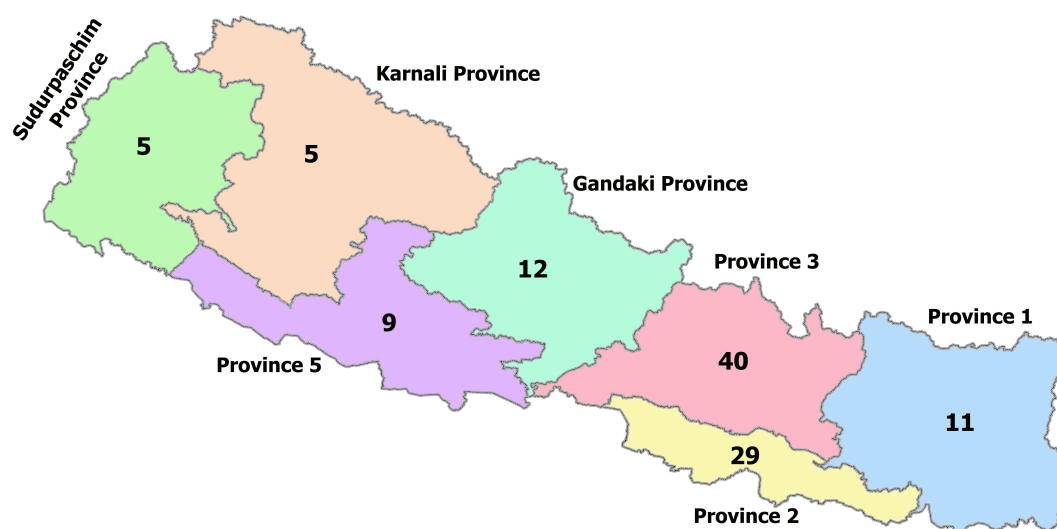 Sudurpaschim
Province
5
Karnali Province
5
Gandaki Province
12
Province 3
40
Province 1
11
9
Province 5
29
Province 2